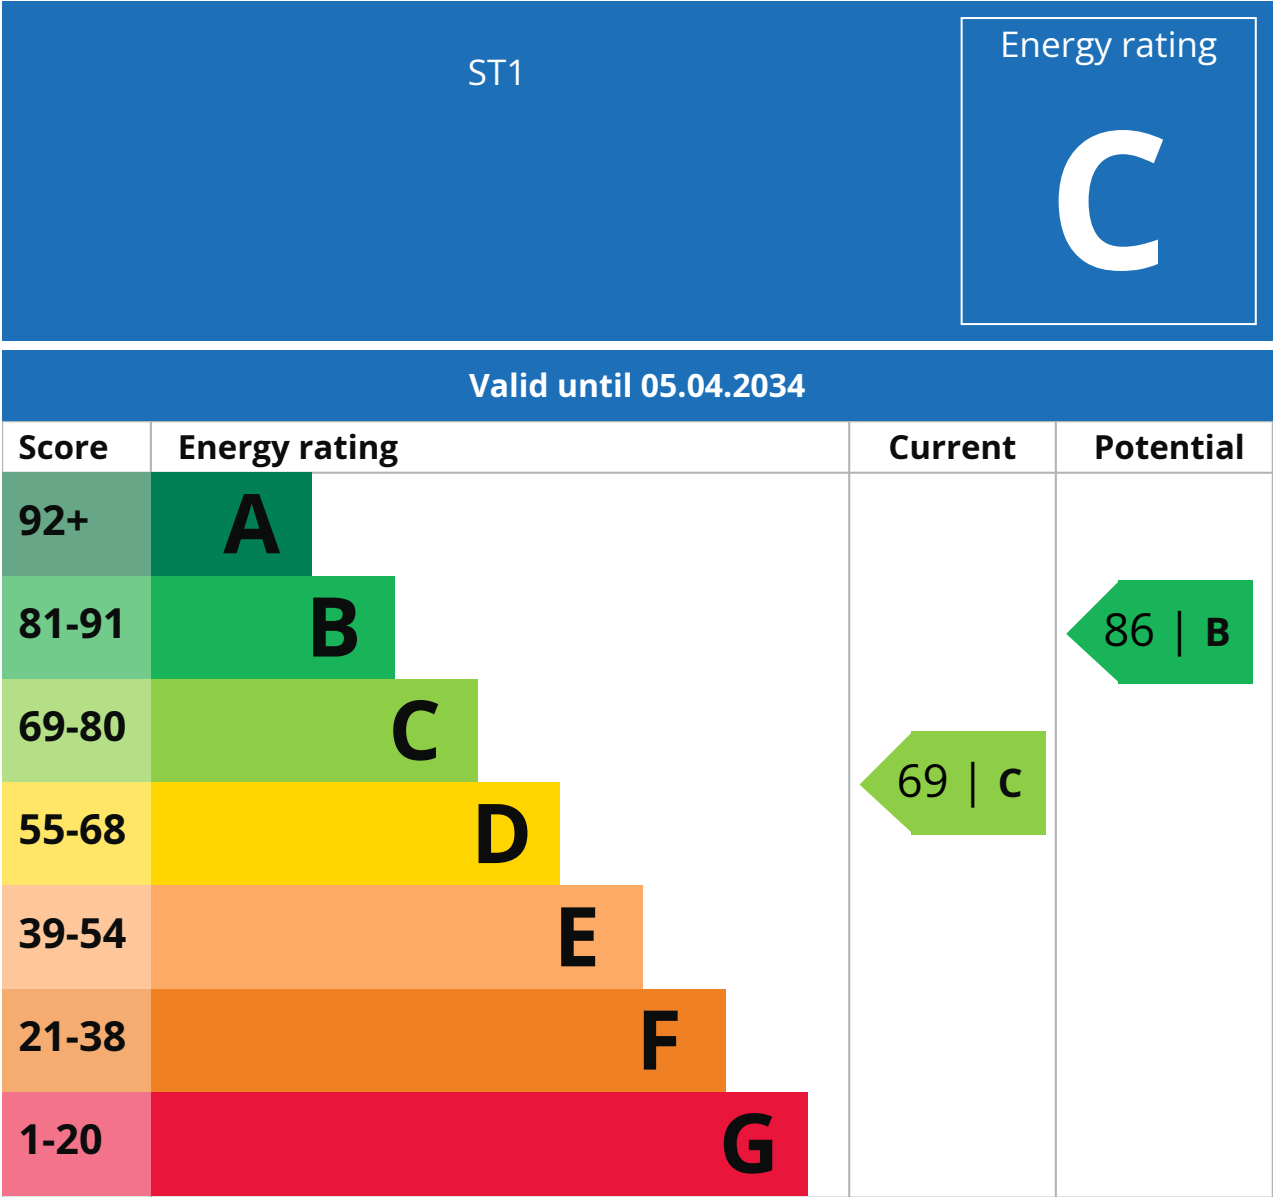 ST1
Energy rating
C
Valid until 05.04.2034
Score Energy rating Current Potential
92+ A
81-91 B 86 | B
69-80 C
69 | C
55-68 D
39-54 E
21-38 F
1-20 G